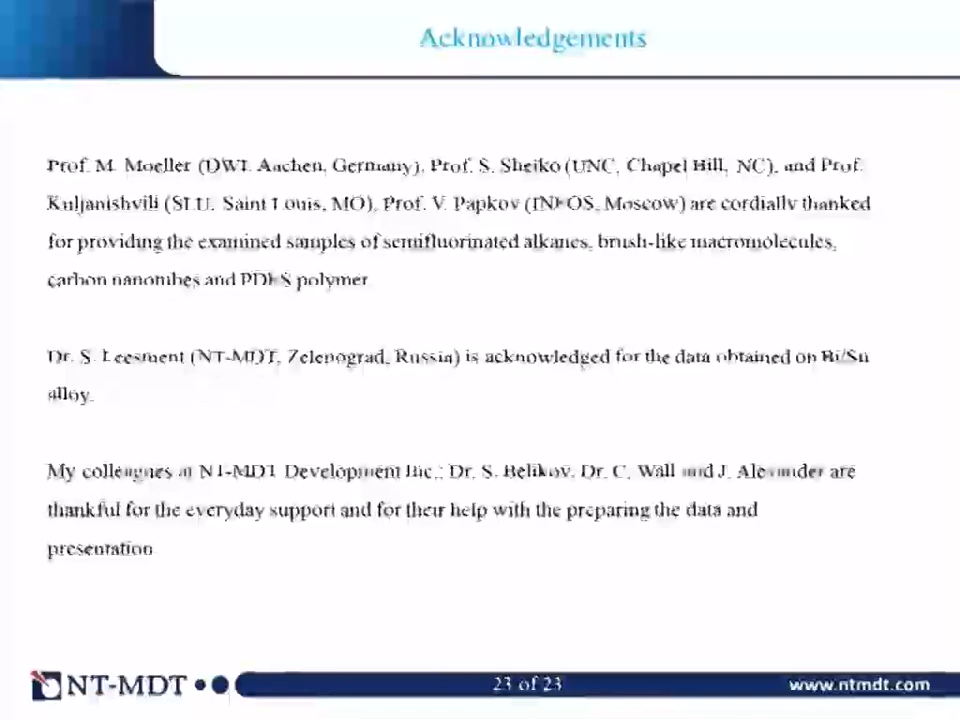 Acknowledgements
Prof. M. Moeller (DWI, Aachen, Germany), Prof. S. Sheiko (UNC, Chapel Hill, NC), and Prof.
Kuljanishvili (SLU, Saint Louis, MO), Prof. V. Papkov (INEOS, Moscow) are cordially thanked
for providing the examined samples of semifluorinated alkanes, brush-like macromolecules,
carbon nanotubes and PDES polymer.
Dr. S. Leesment (NT-MDT, Zelenograd, Russia) is acknowledged for the data obtained on Bi/Sn
alloy.
My colleagues at NT-MDT Development Inc.: Dr. S. Belikov, Dr. C. Wall and J. Alexander are
thankful for the everyday support and for their help with the preparing the data and
presentation.
NT-MDT
23 of 23
www.ntmdt.com